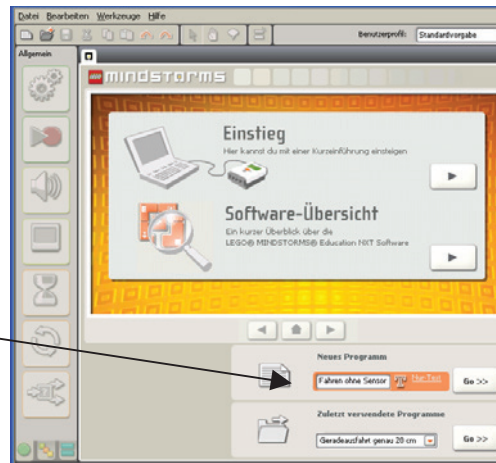 Datei Bearbeiten Werkzeuge Hilfe
Benutzerprofil: Standardvorgabe
Allgemein
LEGO mindstorms
Einstieg
Hier kannst du mit einer Kurzeinführung einsteigen
Software-Übersicht
Ein kurzer Überblick über die
LEGO® MINDSTORMS® Education NXT Software
Neues Programm
Fahren ohne Sensor
Go >>
Zuletzt verwendete Programme
Geradeausfahrt genau 20 cm
Go >>